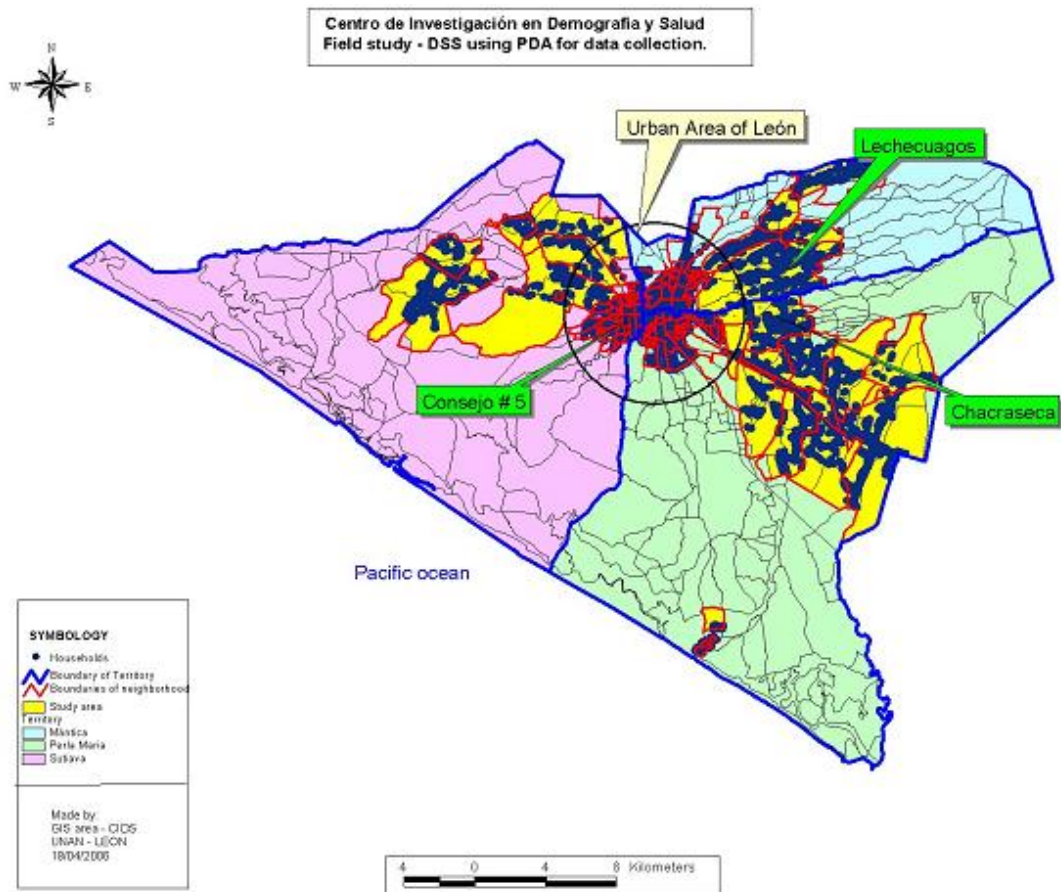 Centro de Investigación en Demografia y Salud
Field study - DSS using PDA for data collection.
N
W E
S
Urban Area of León
Lechecuagos
Consejo # 5
Chacraseca
Pacific ocean
SYMBOLOGY
Households
Boundary of Territory
Boundaries of neighborhood
Study area
Territory
Mántica
Perla Maria
Sutiava
Made by:
GIS area - CIDS
UNAN - LEON
18/04/2006
4 0 4 8 Kilometers